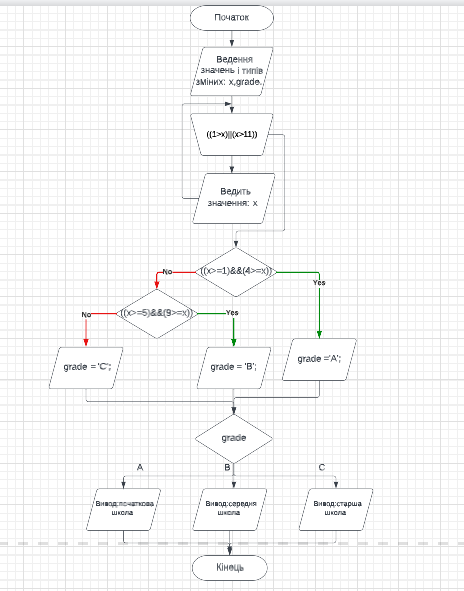 Початок
Ведення
значень і типів
зміних: x,grade.
((1>x)||(x>11))
Ведить
значення: x
((x>=1)&&(4>=x))
No
Yes
((x>=5)&&(9>=x))
No
Yes
grade = 'C'';
grade = 'B';
grade ='A';
grade
A
B
C
Вивод:початкова
школа
Вивод:середня
школа
Вивод:старша
школа
Кінець